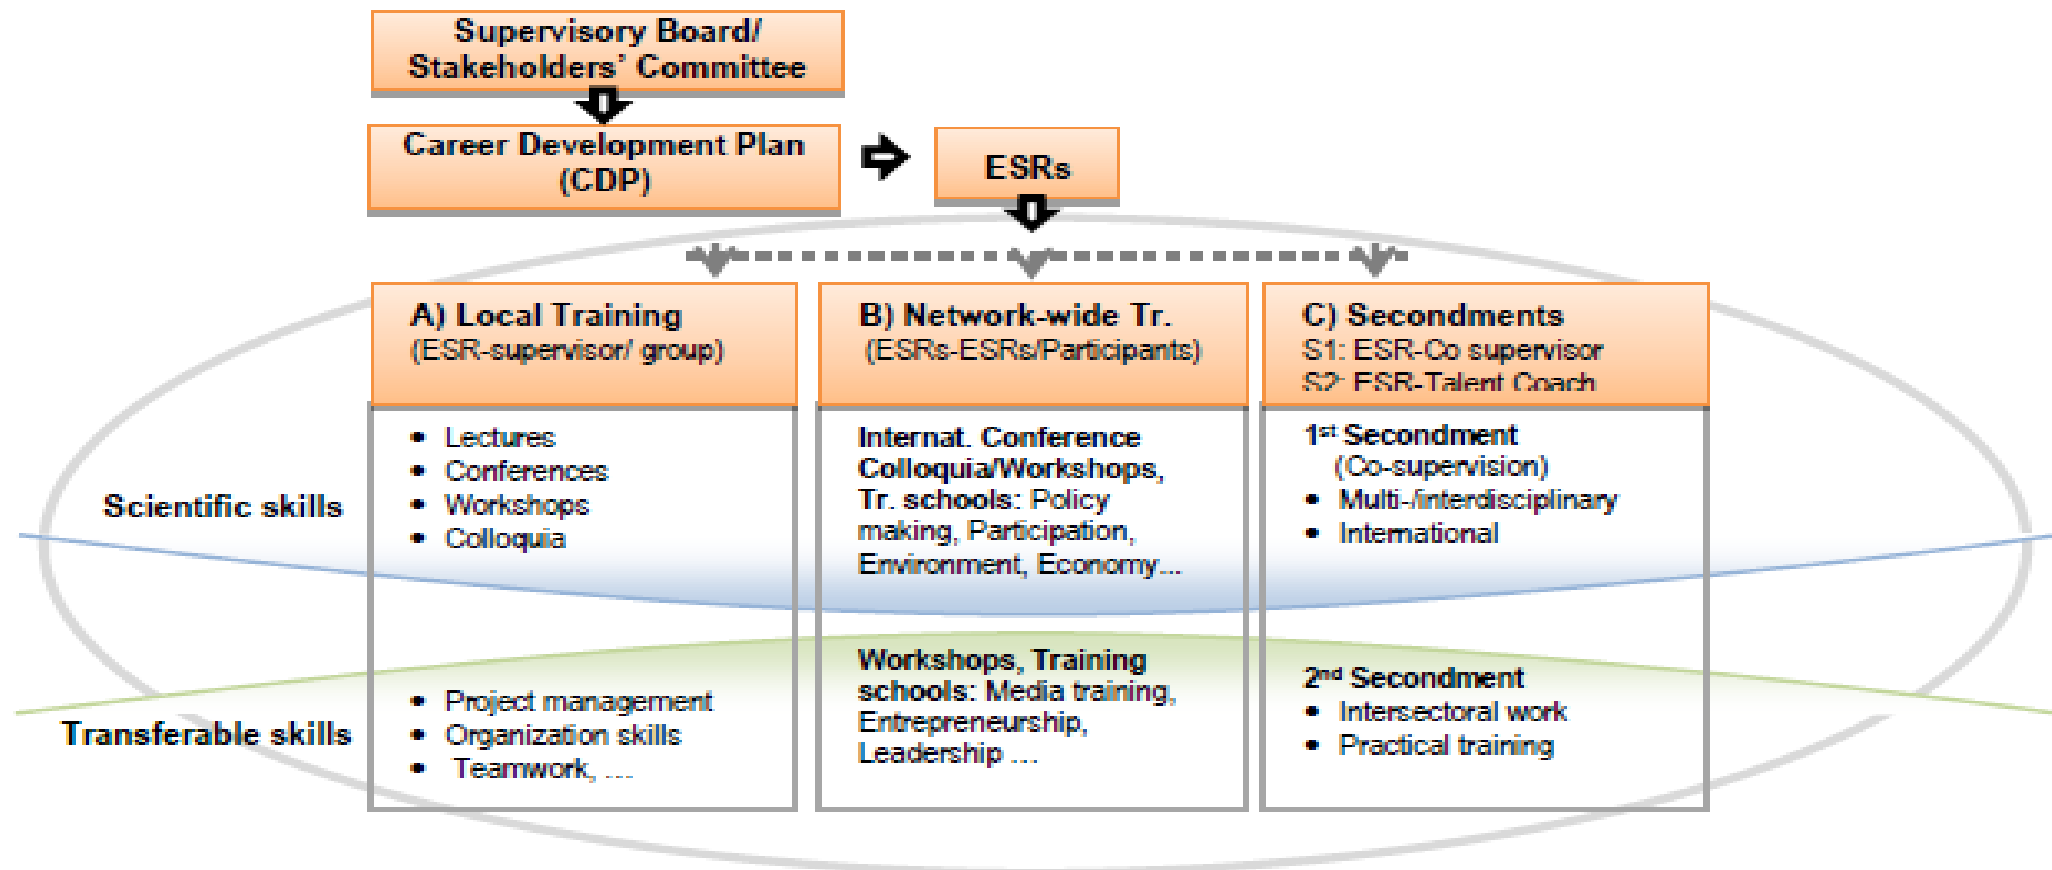 Supervisory Board/
Stakeholders' Committee
Career Development Plan
(CDP)
ESRs
A) Local Training
(ESR-supervisor/ group)
B) Network-wide Tr.
(ESRs-ESRs/Participants)
C) Secondments
S1: ESR-Co supervisor
S2: ESR-Talent Coach
Scientific skills
• Lectures
• Conferences
• Workshops
• Colloquia
Internat. Conference
Colloquia/Workshops,
Tr. schools: Policy
making, Participation,
Environment, Economy...
1st Secondment
(Co-supervision)
• Multi-/interdisciplinary
• International
Transferable skills
• Project management
• Organization skills
• Teamwork, ....
Workshops, Training
schools: Media training,
Entrepreneurship,
Leadership ....
2nd Secondment
• Intersectoral work
• Practical training